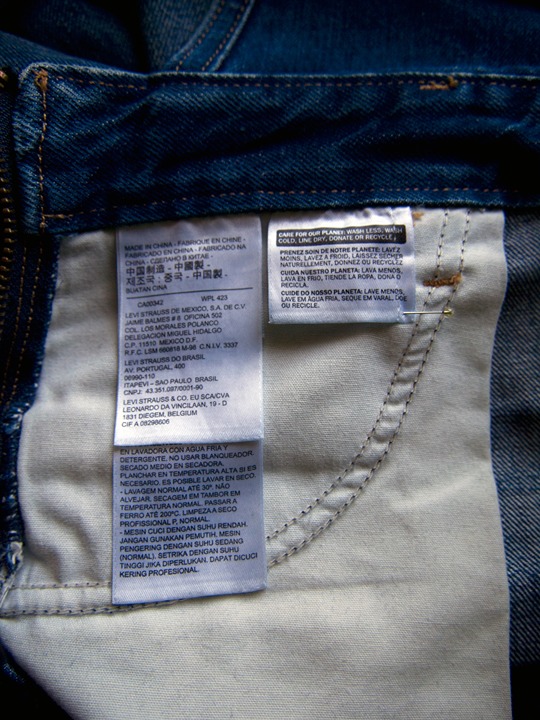 MADE IN CHINA - FABRIQUE EN CHINE -
FABRICADO EN CHINA - FABRICADO NA
CHINA - СДЕЛАНО В КИТАЕ -
中国制造 - 中國製 -
제조국 : 중국 - 中国製 -
BUATAN CINA
CA00342 WPL 423
LEVI STRAUSS DE MEXICO, S.A. DE C.V.
JAIME BALMES # 8 OFICINA 502
COL. LOS MORALES POLANCO
DELEGACION MIGUEL HIDALGO
C.P. 11510 MEXICO D.F.
R.F.C. LSM 660818 M-98 C.N.I.V. 3337
LEVI STRAUSS DO BRASIL
AV. PORTUGAL, 400
06990-110
ITAPEVI – SAO PAULO BRASIL
CNPJ: 43.351.097/0001-90
LEVI STRAUSS & CO. EU SCA/CVA
LEONARDO DA VINCILAAN, 19 - D
1831 DIEGEM, BELGIUM
CIF A 08298606
EN LAVADORA CON AGUA FRIA Y
DETERGENTE, NO USAR BLANQUEADOR.
SECADO MEDIO EN SECADORA.
PLANCHAR EN TEMPERATURA ALTA SI ES
NECESARIO. ES POSIBLE LAVAR EN SECO.
- LAVAGEM NORMAL ATÉ 30º. NÃO
ALVEJAR. SECAGEM EM TAMBOR EM
TEMPERATURA NORMAL. PASSAR A
FERRO ATÉ 200ºC. LIMPEZA A SECO
PROFISSIONAL P, NORMAL.
- MESIN CUCI DENGAN SUHU RENDAH.
JANGAN GUNAKAN PEMUTIH. MESIN
PENGERING DENGAN SUHU SEDANG
(NORMAL). SETRIKA DENGAN SUHU
TINGGI JIKA DIPERLUKAN. DAPAT DICUCI
KERING PROFESIONAL.
CARE FOR OUR PLANET: WASH LESS, WASH
COLD, LINE DRY, DONATE OR RECYCLE
PRENEZ SOIN DE NOTRE PLANETE: LAVEZ
MOINS, LAVEZ A FROID, LAISSEZ SECHER
NATURELLEMENT, DONNEZ OU RECYCLEZ
CUIDA NUESTRO PLANETA: LAVA MENOS,
LAVA EN FRIO, TIENDE LA ROPA, DONA O
RECICLA.
CUIDE DO NOSSO PLANETA: LAVE MENOS,
LAVE EM ÁGUA FRIA, SEQUE EM VARAL, DOE
OU RECICLE.